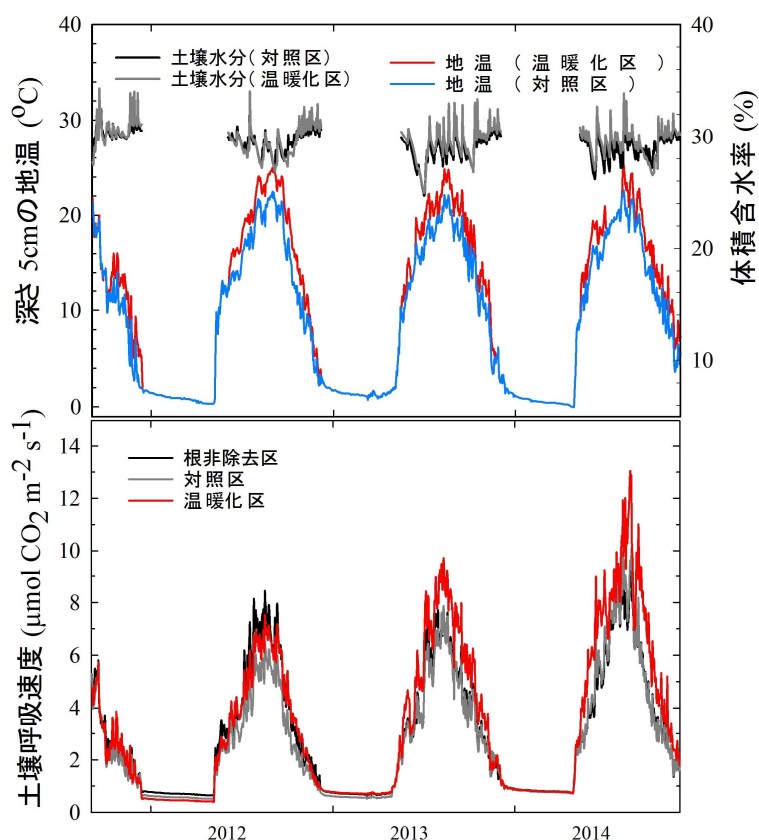 土壌水分(対照区)
土壌水分(温暖化区)
地温(温暖化区)
地温(対照区)
深さ 5cmの地温 (ºC)
40
30
20
10
0
体積含水率 (%)
40
30
20
10
根非除去区
対照区
温暖化区
土壌呼吸速度 (μmol CO2 m-2 s-1)
14
12
10
8
6
4
2
0
2012 2013 2014